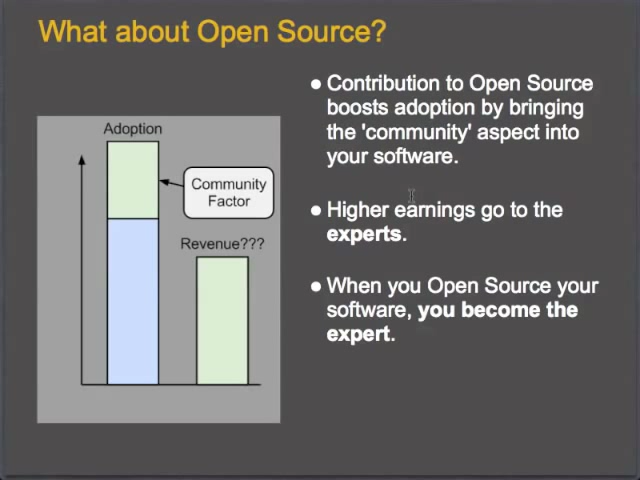 What about Open Source?
Adoption
Community
Factor
Revenue???
● Contribution to Open Source
boosts adoption by bringing
the 'community' aspect into
your software.
● Higher earnings go to the
experts.
● When you Open Source your
software, you become the
expert.